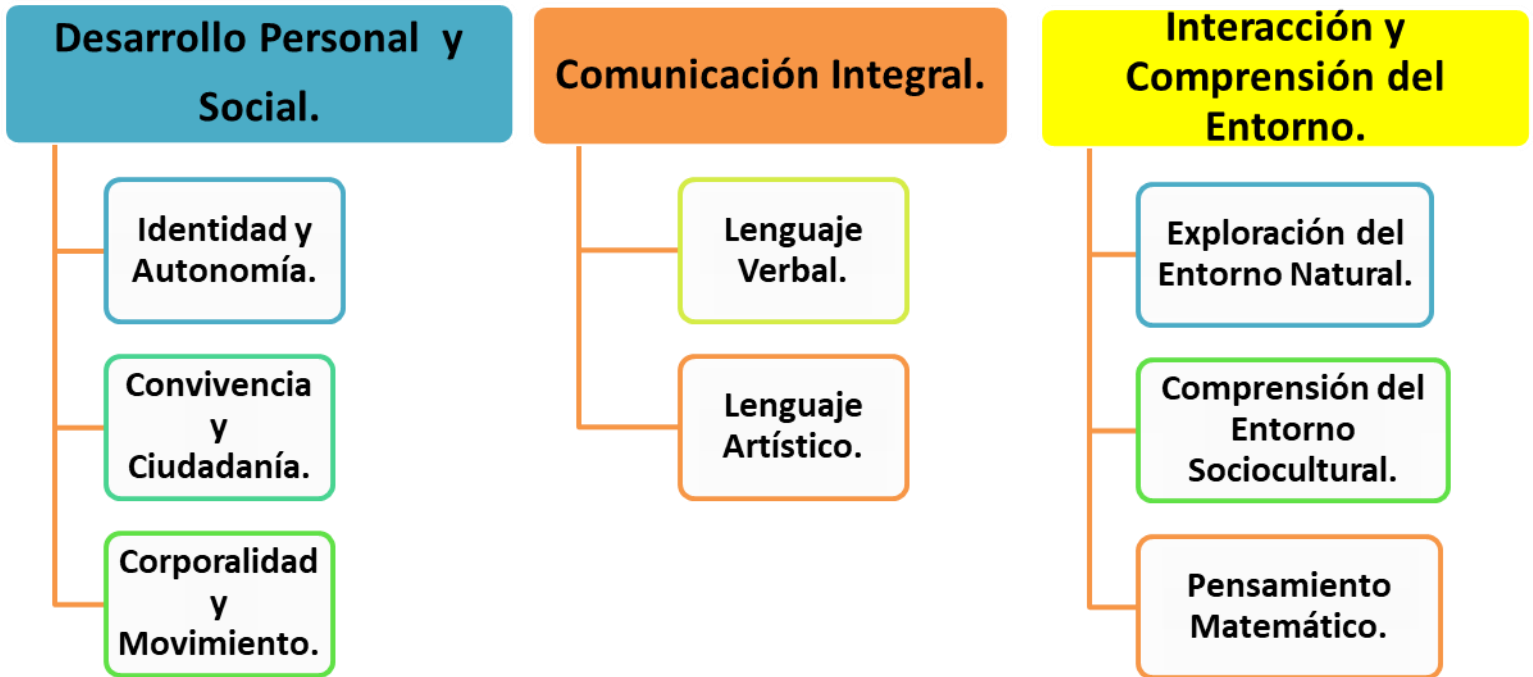 Desarrollo Personal y
Social.
Identidad y
Autonomía.
Convivencia
y
Ciudadanía.
Corporalidad
y
Movimiento.
Comunicación Integral.
Lenguaje
Verbal.
Lenguaje
Artístico.
Interacción y
Comprensión del
Entorno.
Exploración del
Entorno Natural.
Comprensión del
Entorno
Sociocultural.
Pensamiento
Matemático.